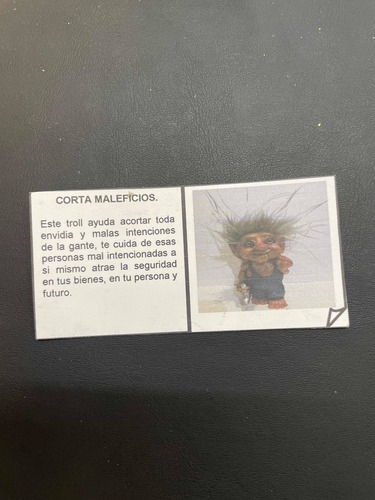 CORTA MALEFICIOS.
Este troll ayuda acortar toda
envidia y malas intenciones
de la gante, te cuida de esas
personas mal intencionadas a
si mismo atrae la seguridad
en tus bienes, en tu persona y
futuro.